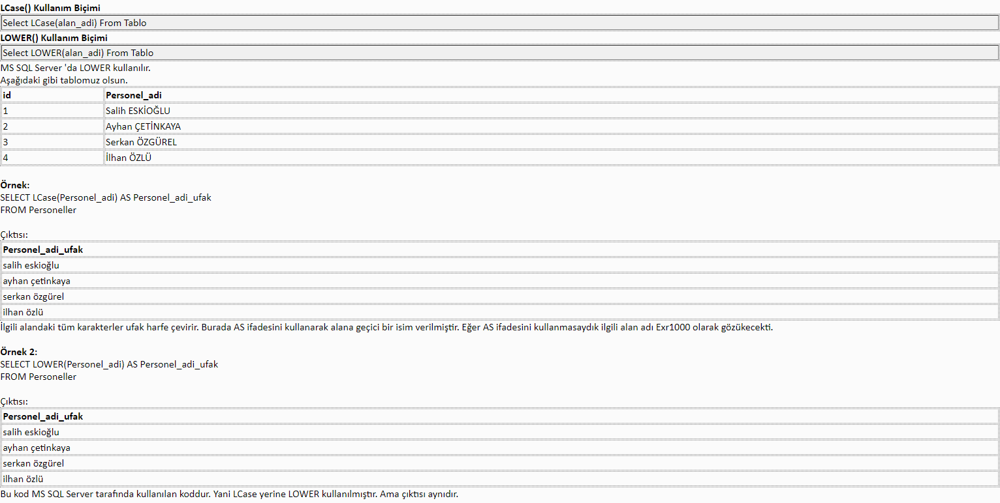 LCase() Kullanım Biçimi
Select LCase(alan_adi) From Tablo
LOWER() Kullanım Biçimi
Select LOWER(alan_adi) From Tablo
MS SQL Server 'da LOWER kullanılır.
Aşağıdaki gibi tablomuz olsun.
id Personel_adi
1 Salih ESKİOĞLU
2 Ayhan ÇETİNKAYA
3 Serkan ÖZGÜREL
4 İlhan ÖZLÜ
Örnek:
SELECT LCase(Personel_adi) AS Personel_adi_ufak
FROM Personeller
Çıktısı:
Personel_adi_ufak
salih eskioğlu
ayhan çetinkaya
serkan özgürel
ilhan özlü
İlgili alandaki tüm karakterler ufak harfe çevirir. Burada AS ifadesini kullanarak alana geçici bir isim verilmiştir. Eğer AS ifadesini kullanmasaydık ilgili alan adı Exr1000 olarak gözükecekti.
Örnek 2:
SELECT LOWER(Personel_adi) AS Personel_adi_ufak
FROM Personeller
Çıktısı:
Personel_adi_ufak
salih eskioğlu
ayhan çetinkaya
serkan özgürel
ilhan özlü
Bu kod MS SQL Server tarafında kullanılan koddur. Yani LCase yerine LOWER kullanılmıştır. Ama çıktısı aynıdır.